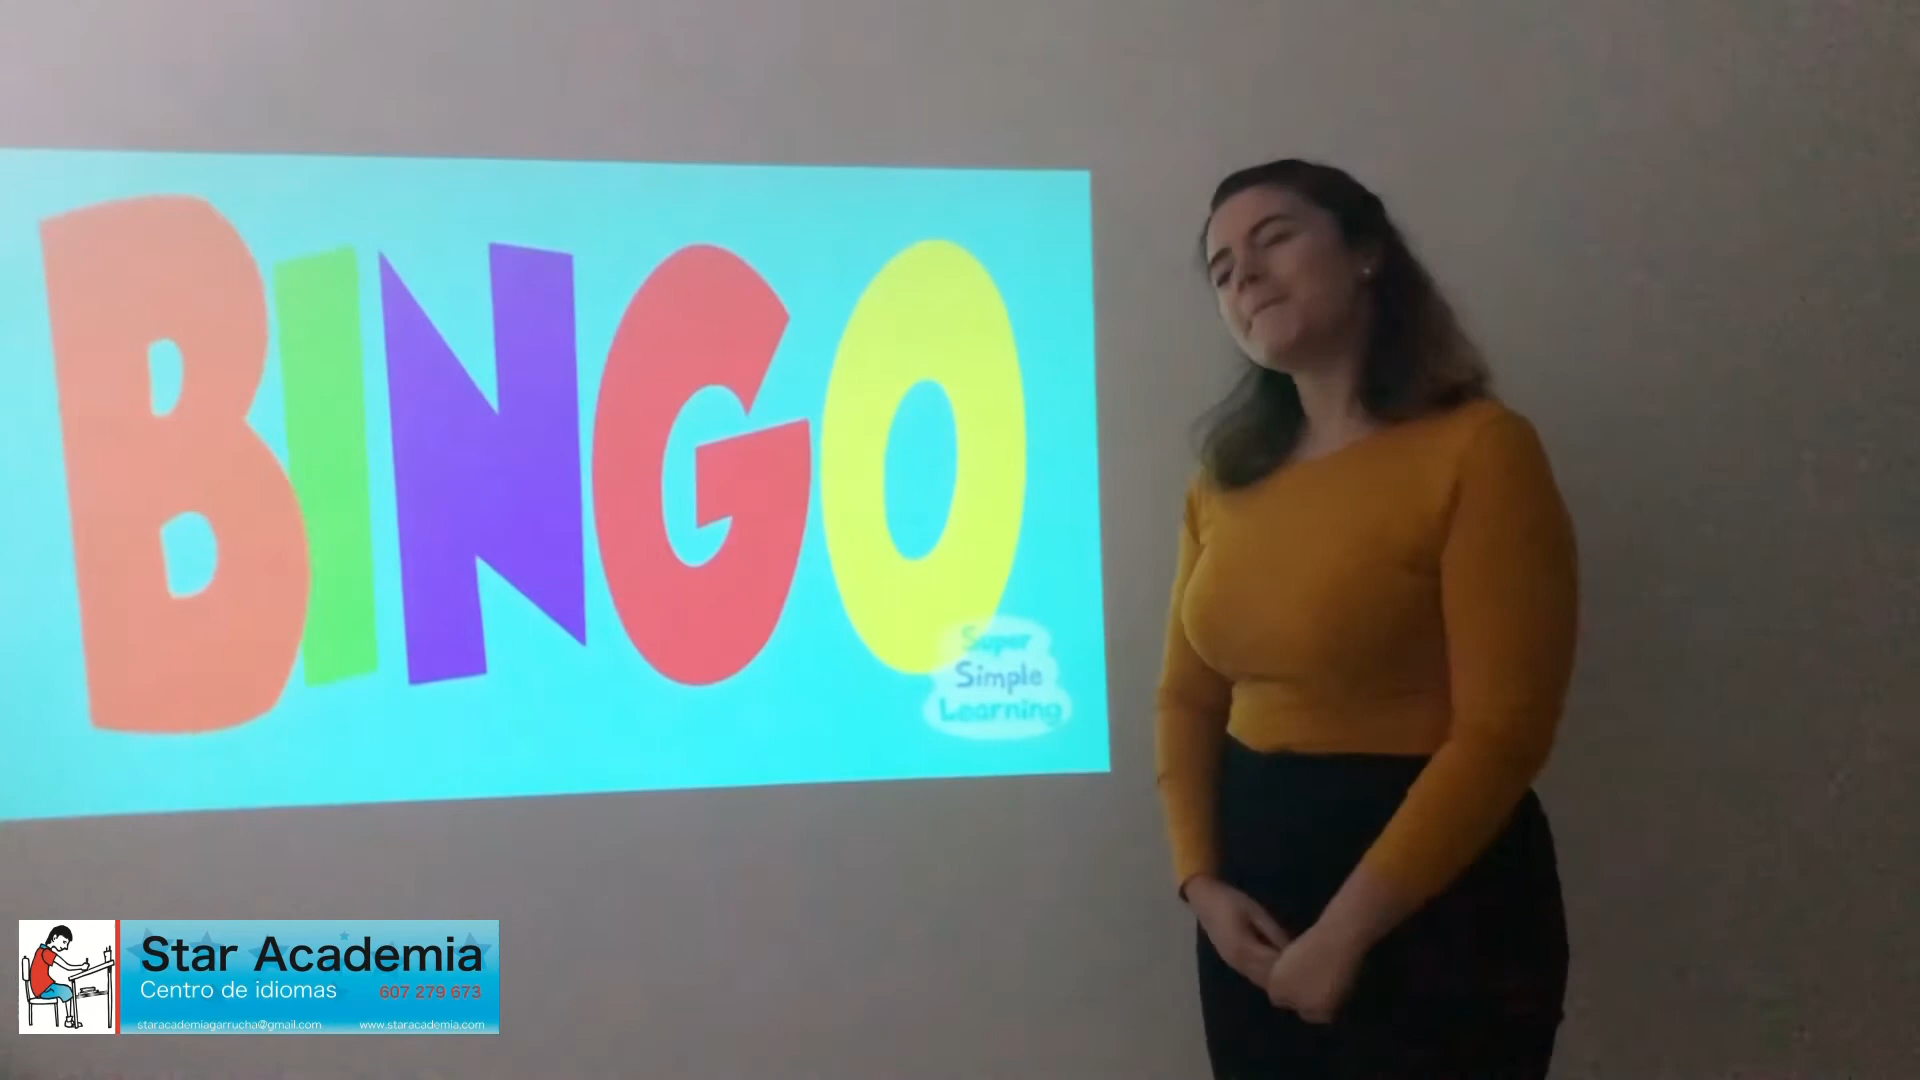 BINGO
Super
Simple
Learning
Star Academia
Centro de idiomas 607 279 673
staracademiagarrucha@gmail.com www.staracademia.com